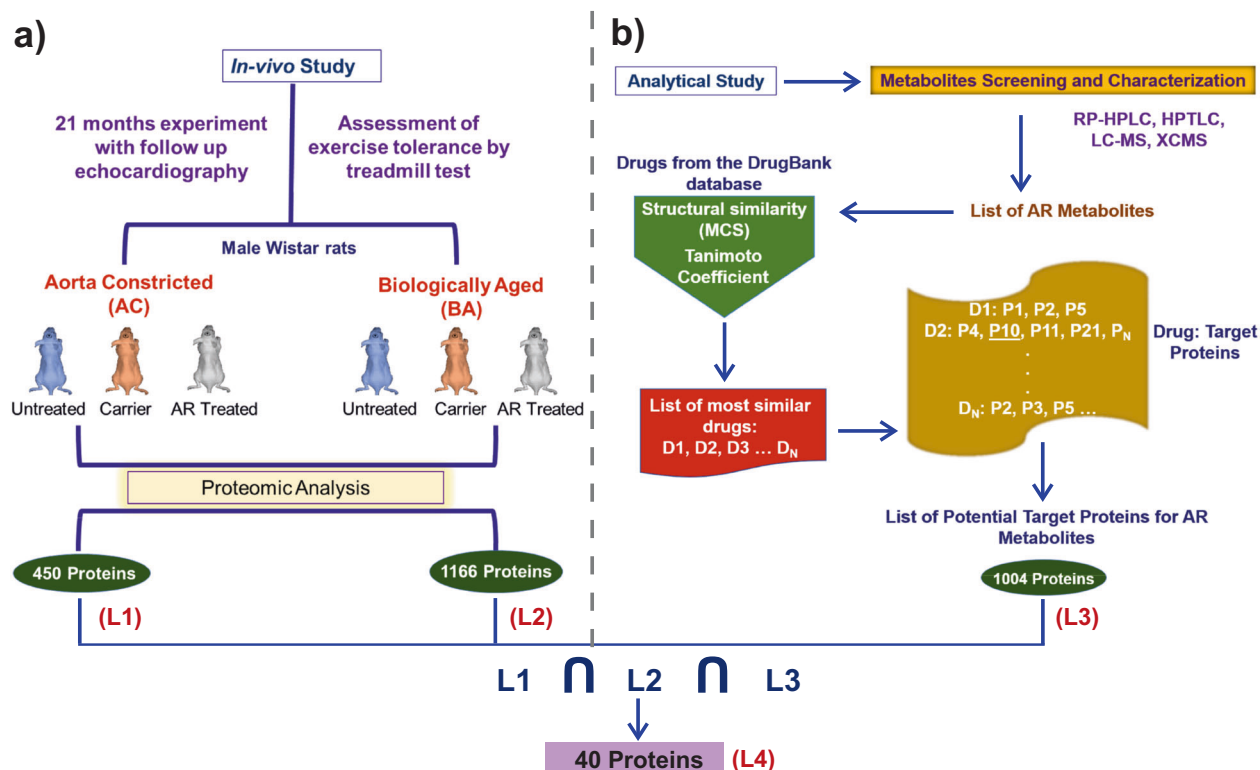 a)
In-vivo Study
21 months experiment
with follow up
echocardiography
Assessment of
exercise tolerance by
treadmill test
Male Wistar rats
Aorta Constricted
(AC)
Biologically Aged
(BA)
Untreated Carrier AR Treated
Untreated Carrier AR Treated
Proteomic Analysis
450 Proteins
1166 Proteins
(L1)
(L2)
b)
Analytical Study
Metabolites Screening and Characterization
RP-HPLC, HPTLC,
LC-MS, XCMS
List of AR Metabolites
Drugs from the DrugBank
database
Structural similarity
(MCS)
Tanimoto
Coefficient
List of most similar
drugs:
D1, D2, D3 … DN
D1: P1, P2, P5
D2: P4, P10, P11, P21, PN
.
.
.
DN: P2, P3, P5 …
Drug: Target
Proteins
List of Potential Target Proteins for AR
Metabolites
1004 Proteins
(L3)
L1 ∩ L2 ∩ L3
40 Proteins (L4)